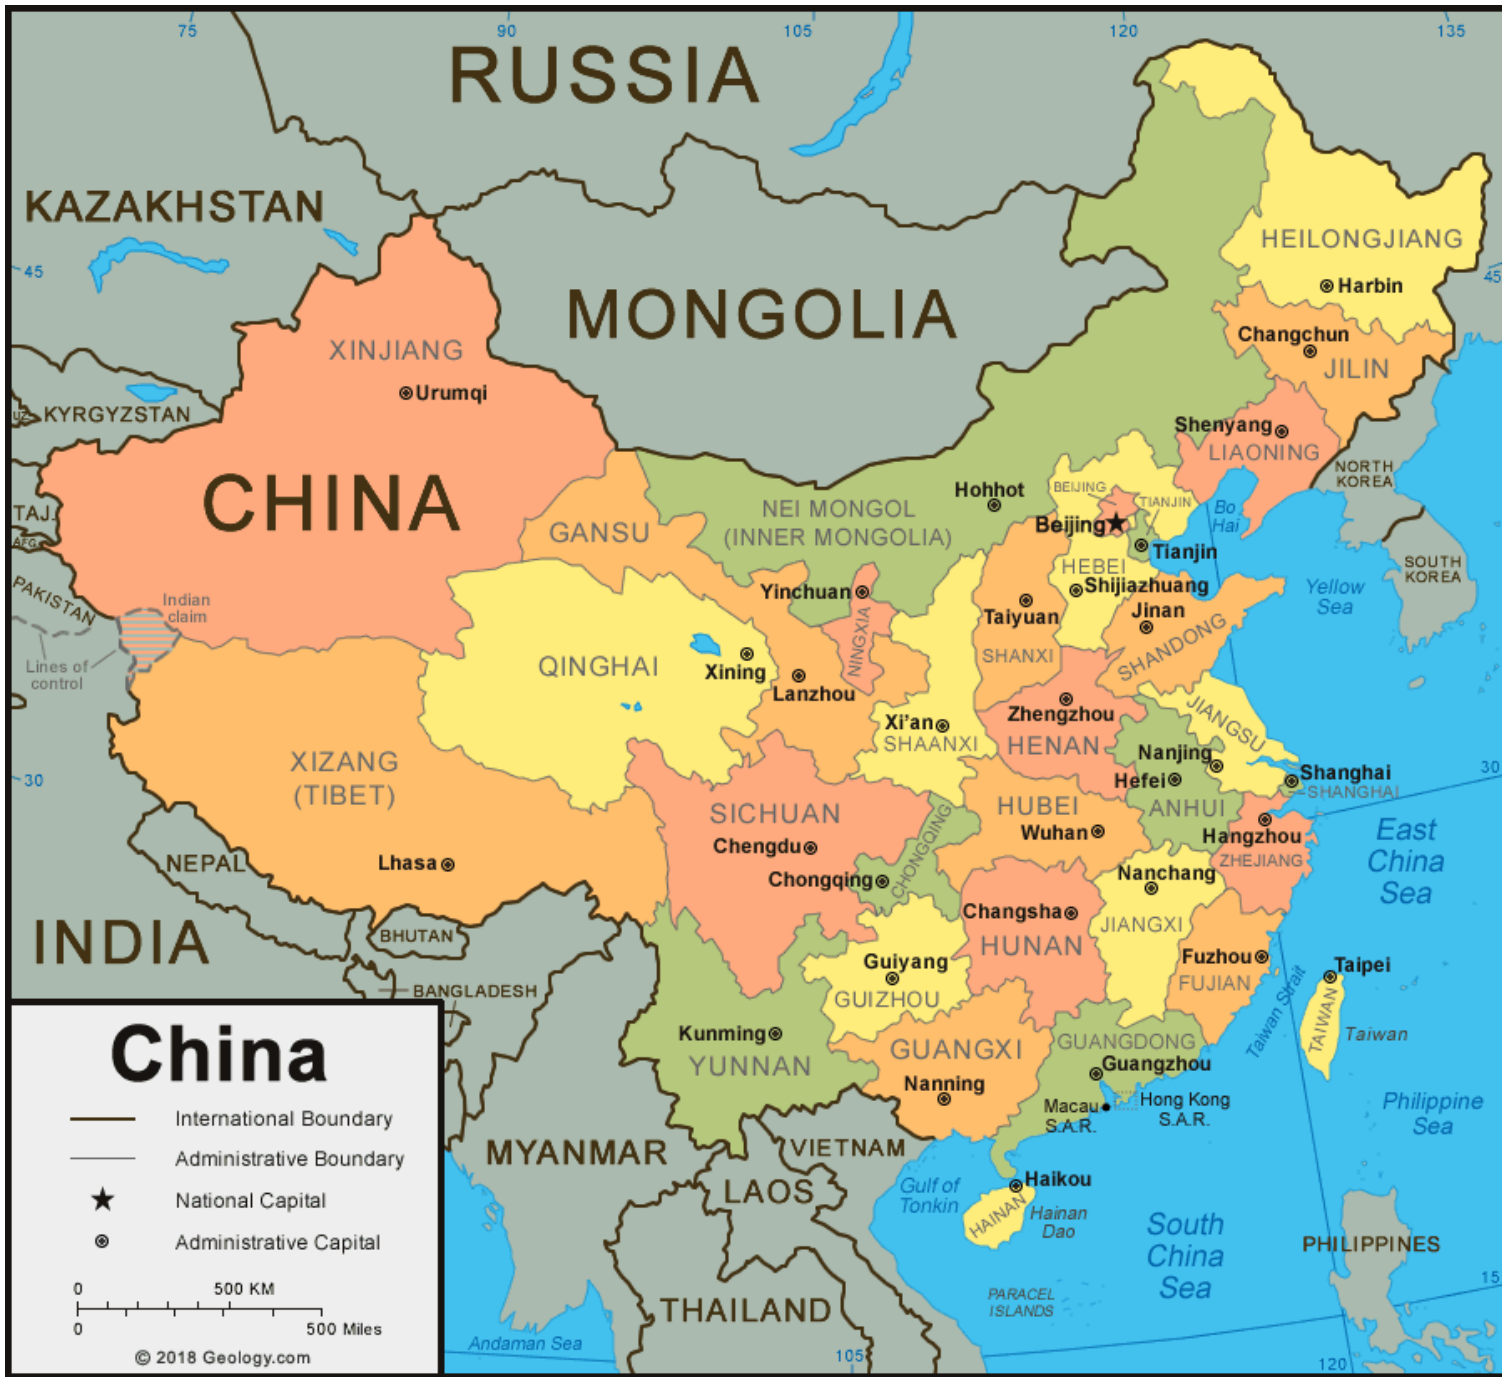 75
90
105
120
135
RUSSIA
KAZAKHSTAN
HEILONGJIANG
45
45
Harbin
MONGOLIA
Changchun
XINJIANG
JILIN
Urumqi
UZ.
KYRGYZSTAN
Shenyang
LIAONING
NORTH
KOREA
CHINA
Hohhot
BEIJING
TIANJIN
TAJ.
NEI MONGOL
(INNER MONGOLIA)
GANSU
Bo
Hai
Beijing
AFG.
Tianjin
SOUTH
KOREA
HEBEI
Shijiazhuang
PAKISTAN
Indian
claim
Yinchuan
Yellow
Sea
Taiyuan
Jinan
NINGXIA
SHANXI
SHANDONG
Lines of
control
QINGHAI
Xining
Lanzhou
Xi'an
SHAANXI
Zhengzhou
HENAN
JIANGSU
Nanjing
XIZANG
(TIBET)
30
30
Hefei
Shanghai
SHANGHAI
ANHUI
SICHUAN
HUBEI
Wuhan
Hangzhou
ZHEJIANG
East
China
Sea
Chengdu
CHONGQING
Chongqing
NEPAL
Lhasa
Nanchang
Changsha
JIANGXI
HUNAN
INDIA
BHUTAN
Guiyang
GUIZHOU
Fuzhou
FUJIAN
Taipei
BANGLADESH
Taiwan Strait
TAIWAN
Taiwan
Kunming
YUNNAN
GUANGXI
GUANGDONG
Guangzhou
Nanning
Macau
S.A.R.
Hong Kong
S.A.R.
Philippine
Sea
MYANMAR
VIETNAM
LAOS
Gulf of
Tonkin
Haikou
HAINAN
Hainan
Dao
South
China
Sea
PHILIPPINES
PARACEL
ISLANDS
15
THAILAND
Andaman Sea
105
120
China
International Boundary
Administrative Boundary
National Capital
Administrative Capital
0 500 KM
0 500 Miles
© 2018 Geology.com